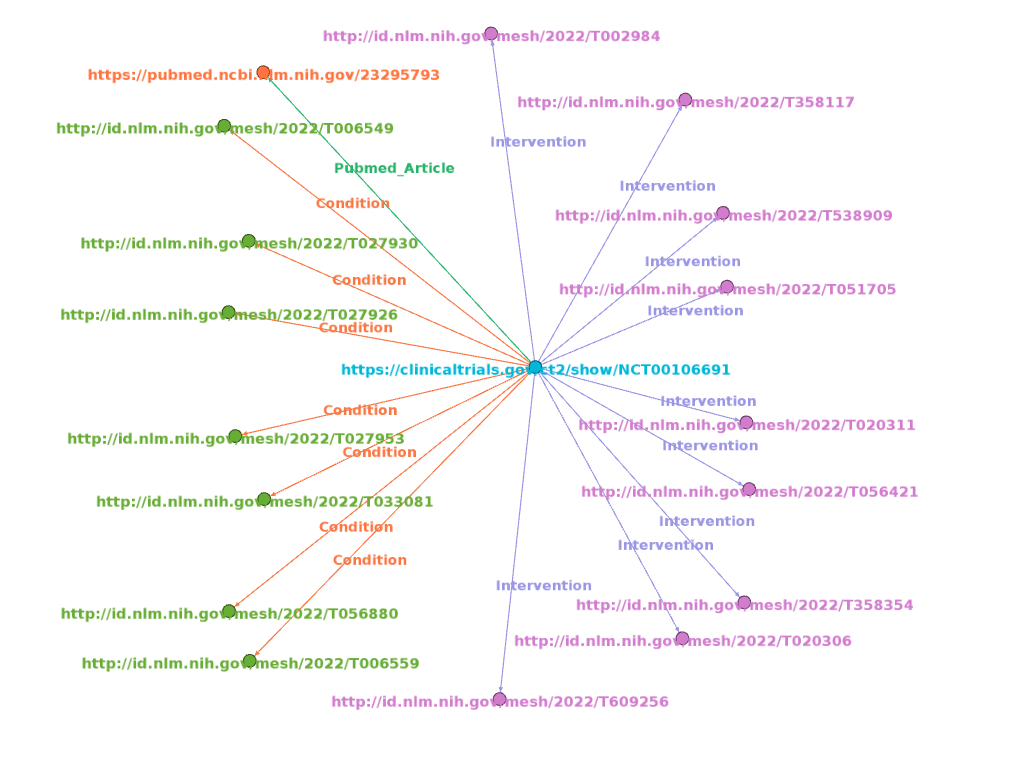 http://id.nlm.nih.gov/mesh/2022/T002984
https://pubmed.ncbi.nlm.nih.gov/23295793
http://id.nlm.nih.gov/mesh/2022/T358117
http://id.nlm.nih.gov/mesh/2022/T006549
Intervention
Pubmed_Article
Intervention
Condition
http://id.nlm.nih.gov/mesh/2022/T538909
http://id.nlm.nih.gov/mesh/2022/T027930
Intervention
Condition
http://id.nlm.nih.gov/mesh/2022/T051705
Intervention
http://id.nlm.nih.gov/mesh/2022/T027926
Condition
https://clinicaltrials.gov/ct2/show/NCT00106691
Intervention
Condition
http://id.nlm.nih.gov/mesh/2022/T020311
http://id.nlm.nih.gov/mesh/2022/T027953
Intervention
Condition
http://id.nlm.nih.gov/mesh/2022/T056421
http://id.nlm.nih.gov/mesh/2022/T033081
Intervention
Condition
Intervention
Condition
Intervention
http://id.nlm.nih.gov/mesh/2022/T358354
http://id.nlm.nih.gov/mesh/2022/T056880
http://id.nlm.nih.gov/mesh/2022/T020306
http://id.nlm.nih.gov/mesh/2022/T006559
http://id.nlm.nih.gov/mesh/2022/T609256